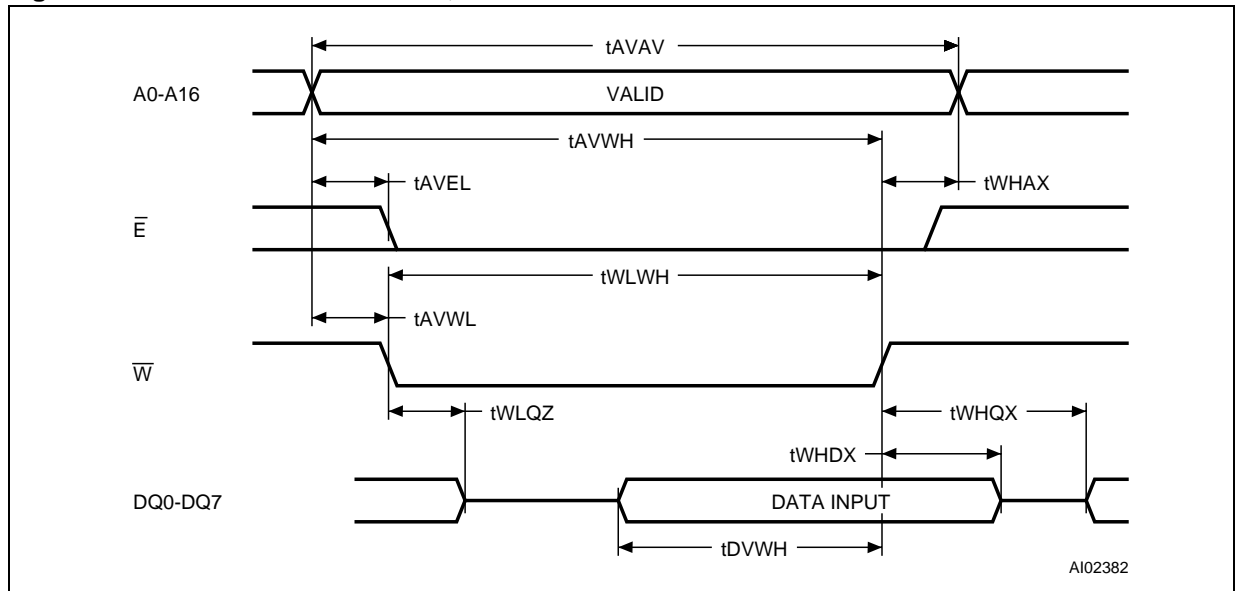 tAVAV
A0-A16
VALID
tAVWH
tAVEL
tWHAX
E̅
tWLWH
tAVWL
W̅
tWLQZ
tWHQX
tWHDX
DQ0-DQ7
DATA INPUT
tDVWH
AI02382